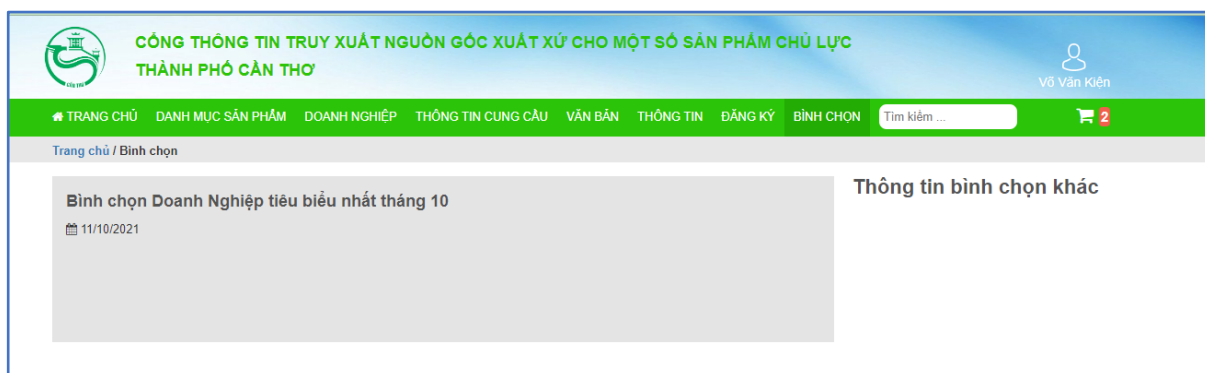 CỔNG THÔNG TIN TRUY XUẤT NGUỒN GỐC XUẤT XỨ CHO MỘT SỐ SẢN PHẨM CHỦ LỰC
THÀNH PHỐ CẦN THƠ
CẦN THƠ
Võ Văn Kiện
TRANG CHỦ DANH MỤC SẢN PHẨM DOANH NGHIỆP THÔNG TIN CUNG CẦU VĂN BẢN THÔNG TIN ĐĂNG KÝ BÌNH CHỌN Tìm kiếm ... 2
Trang chủ / Bình chọn
Bình chọn Doanh Nghiệp tiêu biểu nhất tháng 10
11/10/2021
Thông tin bình chọn khác